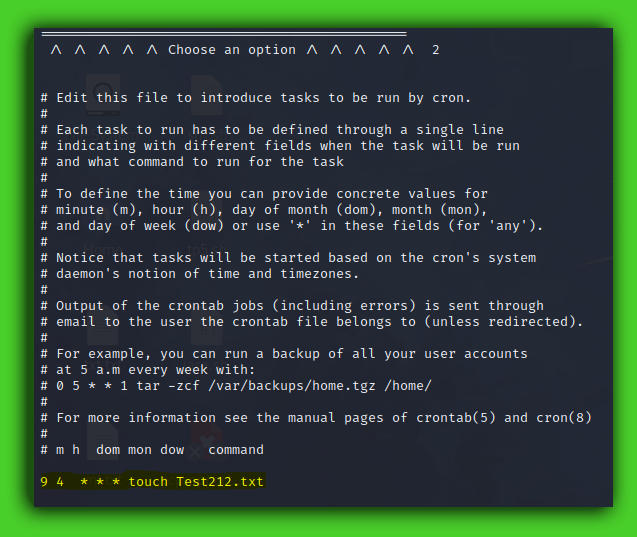 ================================================
/\ /\ /\ /\ /\ Choose an option /\ /\ /\ /\ /\ 2
# Edit this file to introduce tasks to be run by cron.
#
# Each task to run has to be defined through a single line
# indicating with different fields when the task will be run
# and what command to run for the task
#
# To define the time you can provide concrete values for
# minute (m), hour (h), day of month (dom), month (mon),
# and day of week (dow) or use '*' in these fields (for 'any').
#
# Notice that tasks will be started based on the cron's system
# daemon's notion of time and timezones.
#
# Output of the crontab jobs (including errors) is sent through
# email to the user the crontab file belongs to (unless redirected).
#
# For example, you can run a backup of all your user accounts
# at 5 a.m every week with:
# 0 5 * * 1 tar -zcf /var/backups/home.tgz /home/
#
# For more information see the manual pages of crontab(5) and cron(8)
#
# m h  dom mon dow   command
9 4  * * * touch Test212.txt